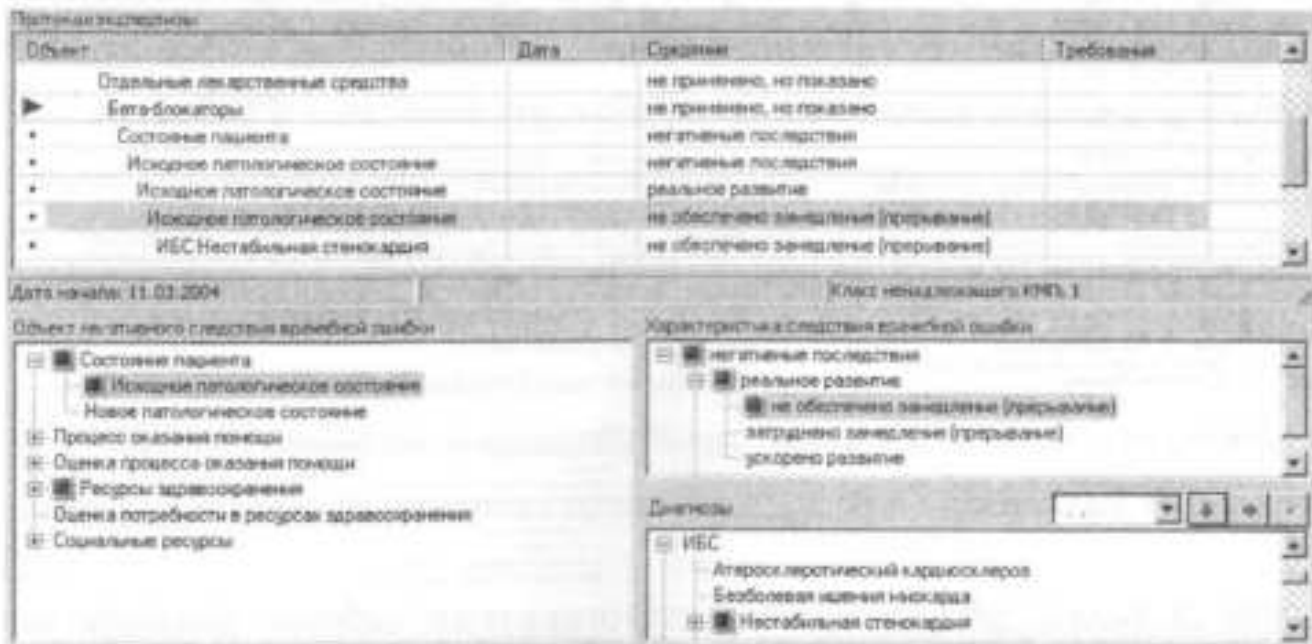 Протокол экспертизы
Объект Дата Суждение Требования
Отдельные лекарственные средства не применено, но показано
Бета-блокаторы не применено, но показано
Состояние пациента негативные последствия
Исходное патологическое состояние негативные последствия
Исходное патологическое состояние реальное развитие
Исходное патологическое состояние не обеспечено замедление (прерывание)
ИБС Нестабильная стенокардия не обеспечено замедление (прерывание)
Дата начала: 11.03.2004 Класс ненадлежащего КМП: 1
Объект негативного следствия врачебной ошибки
Состояние пациента
Исходное патологическое состояние
Новое патологическое состояние
Процесс оказания помощи
Оценка процесса оказания помощи
Ресурсы здравоохранения
Оценка потребности в ресурсах здравоохранения
Социальные ресурсы
Характеристика следствия врачебной ошибки
негативные последствия
реальное развитие
не обеспечено замедление (прерывание)
затруднено замедление (прерывание)
ускорено развитие
Диагнозы
ИБС
Атеросклеротический кардиосклероз
Безболевая ишемия миокарда
Нестабильная стенокардия